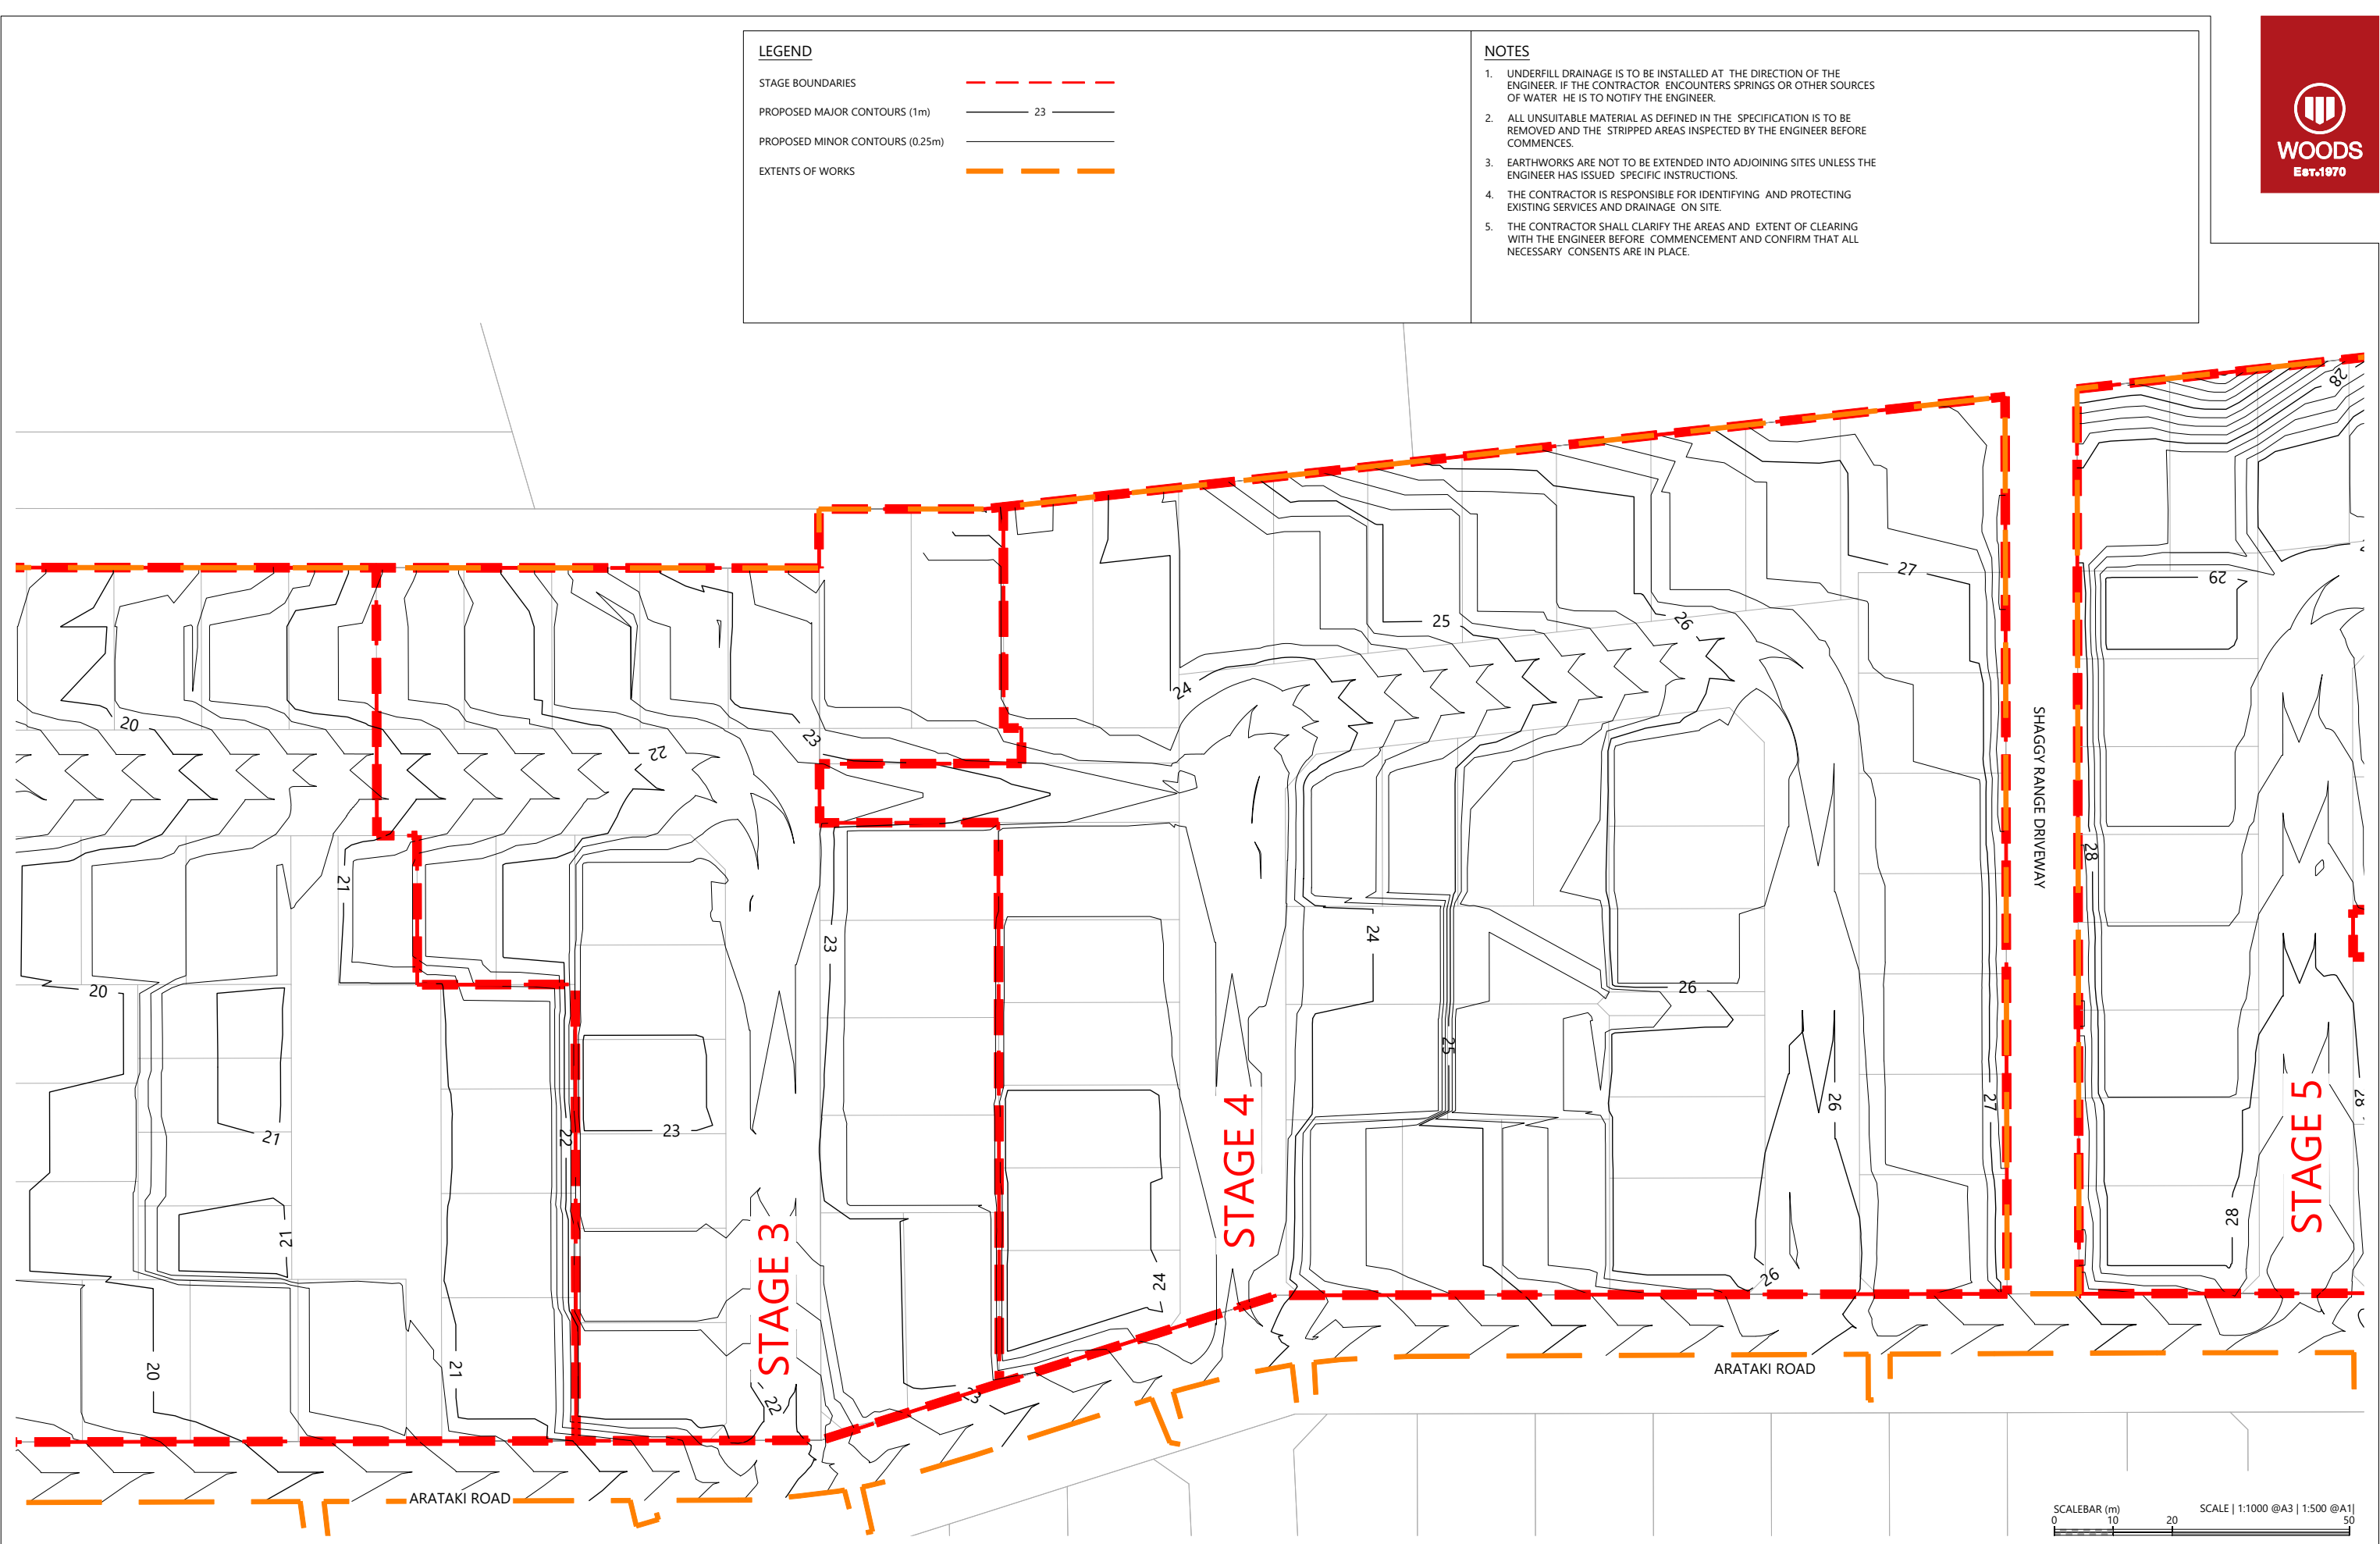 LEGEND
STAGE BOUNDARIES
PROPOSED MAJOR CONTOURS (1m)
23
PROPOSED MINOR CONTOURS (0.25m)
EXTENTS OF WORKS
NOTES
1. UNDERFILL DRAINAGE IS TO BE INSTALLED AT THE DIRECTION OF THE
ENGINEER. IF THE CONTRACTOR ENCOUNTERS SPRINGS OR OTHER SOURCES
OF WATER HE IS TO NOTIFY THE ENGINEER.
2. ALL UNSUITABLE MATERIAL AS DEFINED IN THE SPECIFICATION IS TO BE
REMOVED AND THE STRIPPED AREAS INSPECTED BY THE ENGINEER BEFORE
COMMENCES.
3. EARTHWORKS ARE NOT TO BE EXTENDED INTO ADJOINING SITES UNLESS THE
ENGINEER HAS ISSUED SPECIFIC INSTRUCTIONS.
4. THE CONTRACTOR IS RESPONSIBLE FOR IDENTIFYING AND PROTECTING
EXISTING SERVICES AND DRAINAGE ON SITE.
5. THE CONTRACTOR SHALL CLARIFY THE AREAS AND EXTENT OF CLEARING
WITH THE ENGINEER BEFORE COMMENCEMENT AND CONFIRM THAT ALL
NECESSARY CONSENTS ARE IN PLACE.
WOODS
EST.1970
28
27
29
25
26
24
20
23
22
SHAGGY RANGE DRIVEWAY
28
21
23
24
20
26
25
21
22
23
26
27
28
STAGE 3
STAGE 4
STAGE 5
21
28
24
26
20
21
23
22
ARATAKI ROAD
ARATAKI ROAD
SCALEBAR (m)
SCALE | 1:1000 @A3 | 1:500 @A1|
0 10 20 50